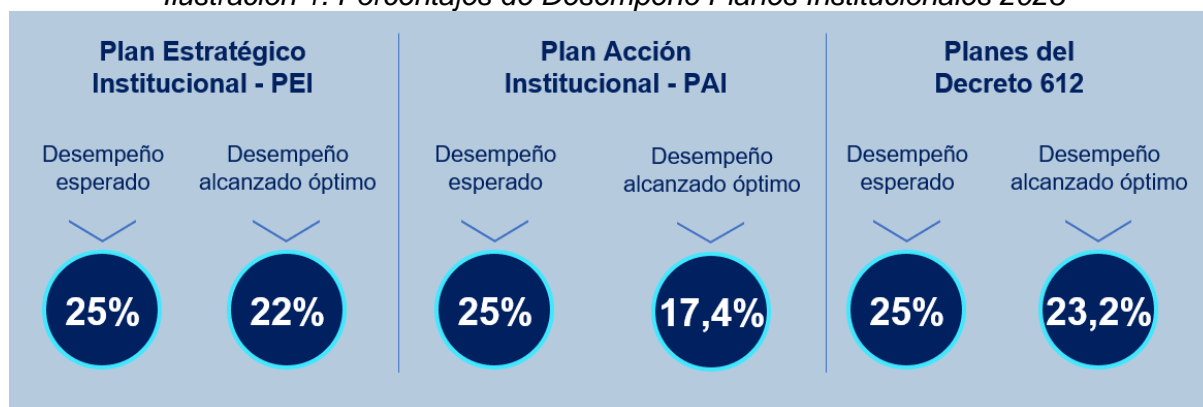 Plan Estratégico
Institucional - PEI
Desempeño
esperado
Desempeño
alcanzado óptimo
25%
22%
Plan Acción
Institucional - PAI
Desempeño
esperado
Desempeño
alcanzado óptimo
25%
17,4%
Planes del
Decreto 612
Desempeño
esperado
Desempeño
alcanzado óptimo
25%
23,2%